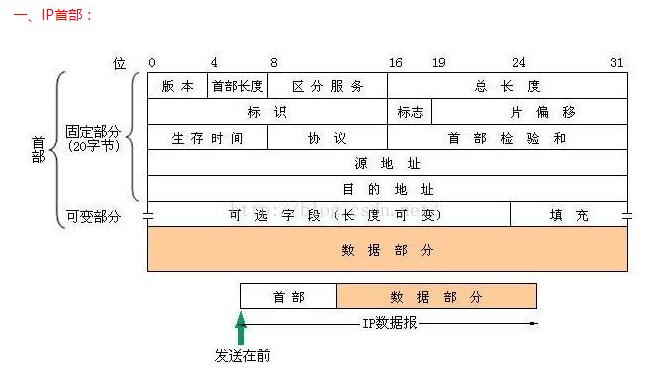 一、IP首部：
位 0 4 8 16 19 24 31
版本 首部长度 区分服务 总长度
标识 标志 片偏移
生存时间 协议 首部检验和
源地址
目的地址
可选字段（长度可变） 填充
数据部分
首部
固定部分
（20字节）
可变部分
首部 数据部分
IP数据报
发送在前